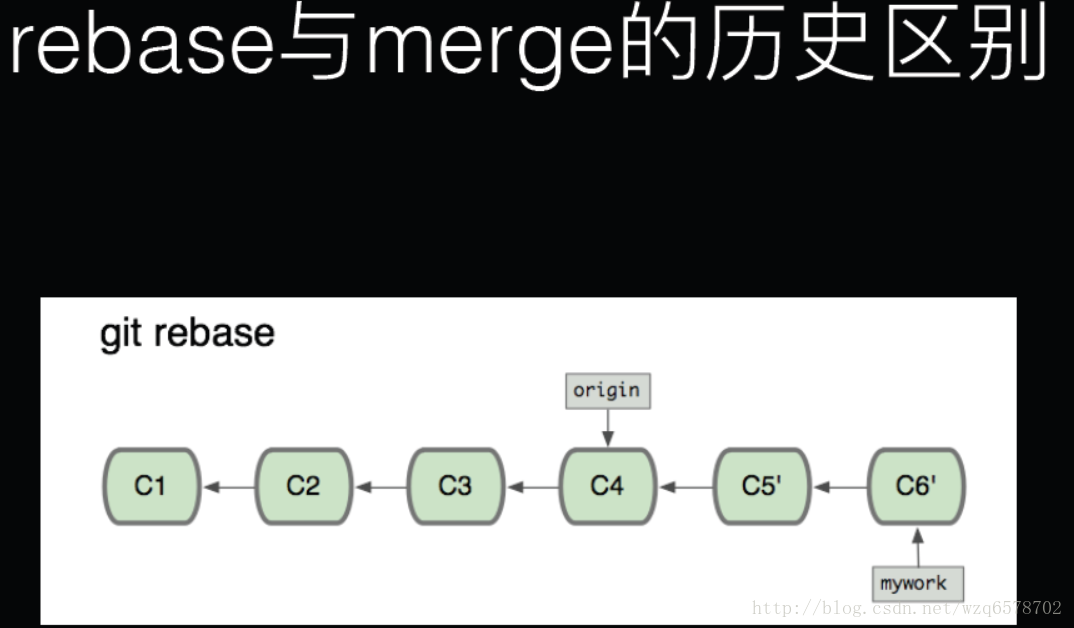 rebase与merge的历史区别
git rebase
origin
C1 C2 C3 C4 C5' C6'
mywork
http://blog.csdn.net/wzq6578702